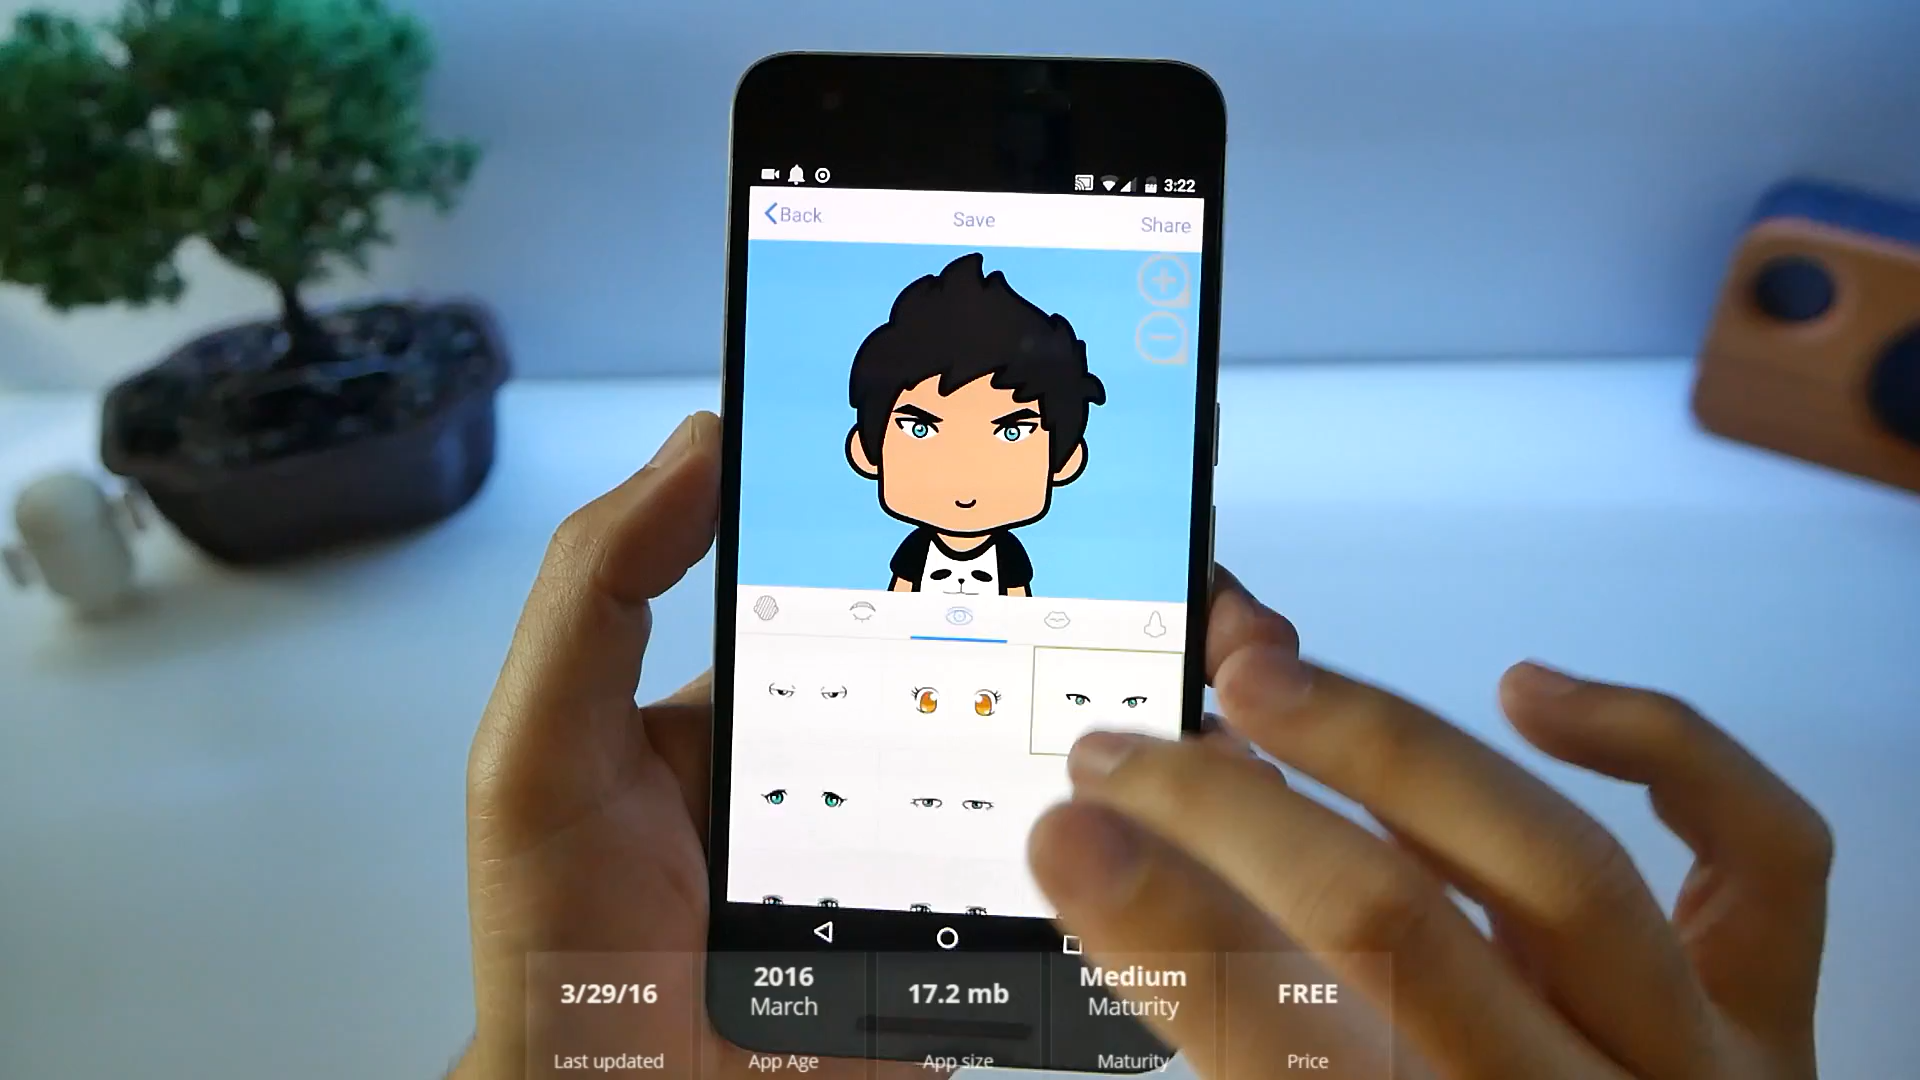 3:22
Back
Save
Share
3/29/16
Last updated
2016
March
App Age
17.2 mb
App size
Medium
Maturity
Maturity
FREE
Price